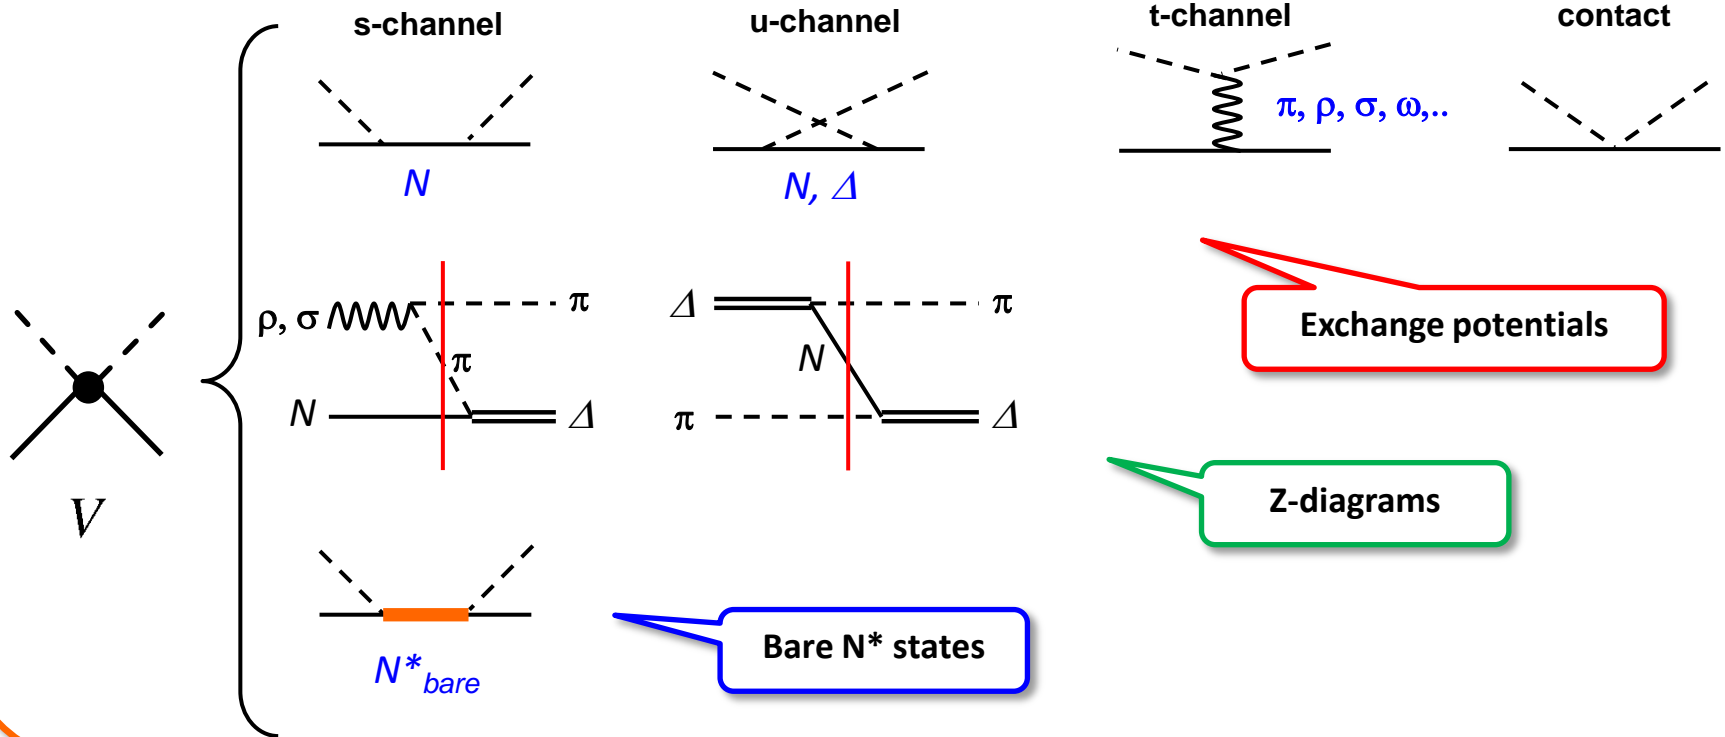 s-channel
u-channel
t-channel
contact
π, ρ, σ, ω,..
N
N, Δ
Exchange potentials
ρ, σ
π
π
N
Δ
Δ
π
N
π
Δ
V
Z-diagrams
Bare N* states
N*bare